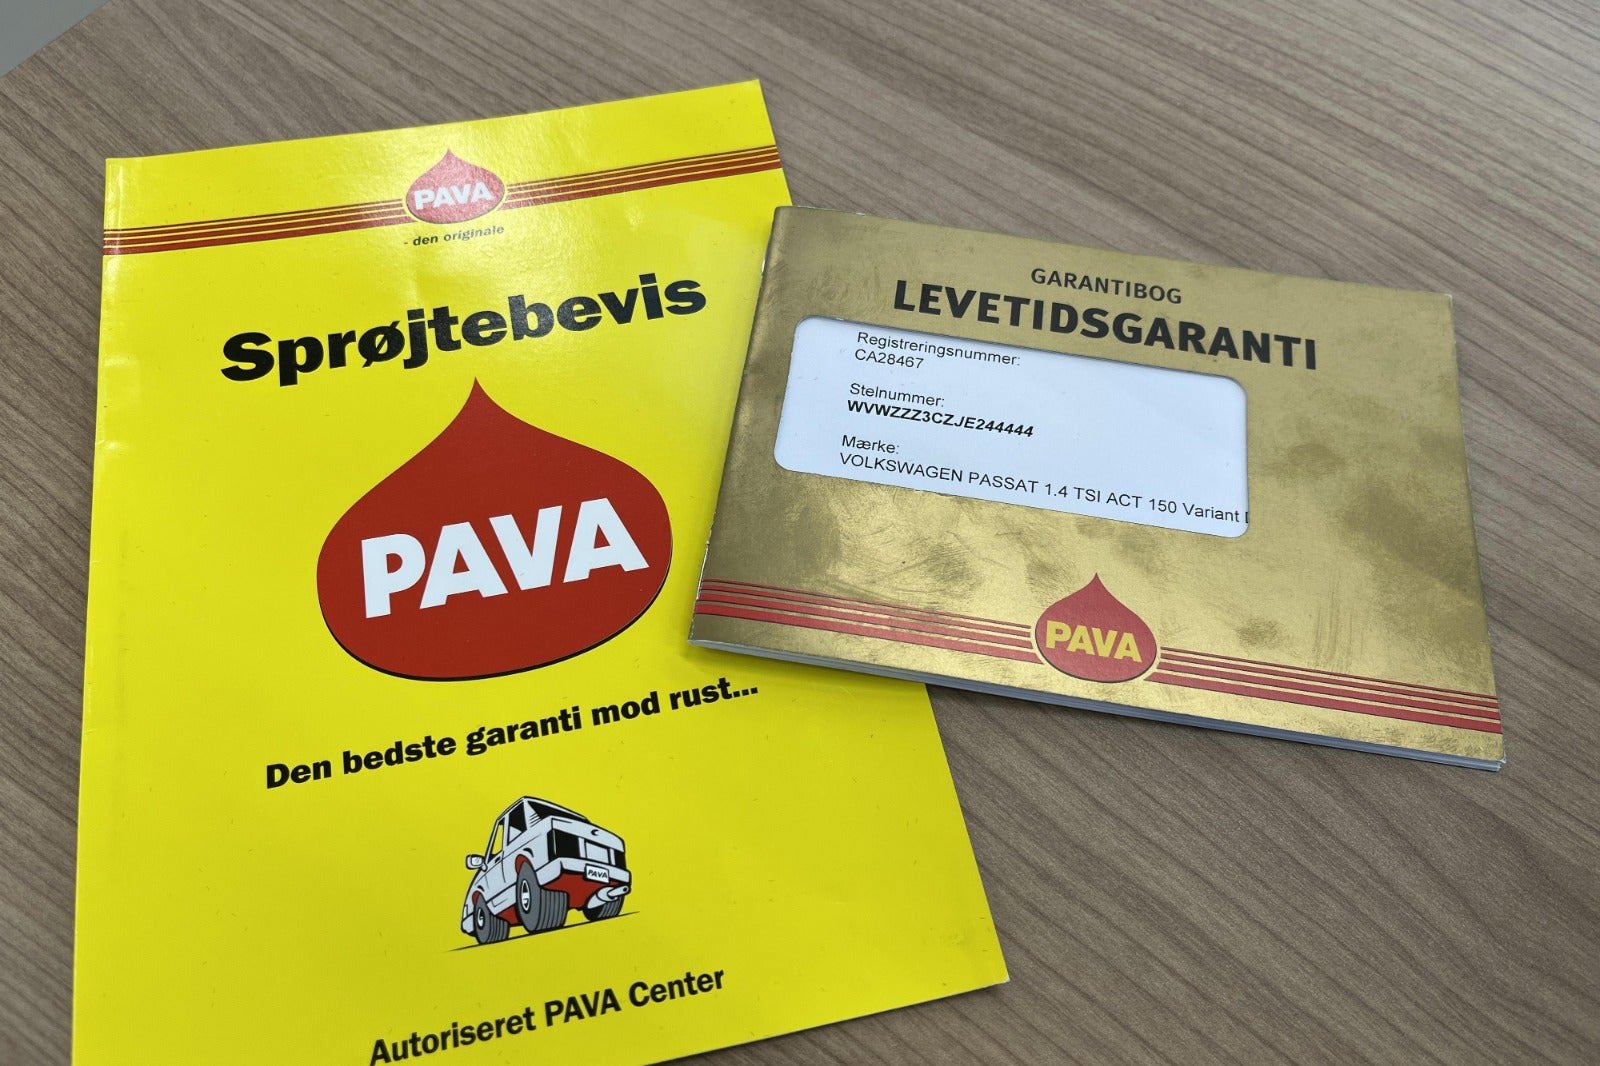 PAVA
- den originale
Sprøjtebevis
PAVA
Den bedste garanti mod rust...
PAVA
Autoriseret PAVA Center
GARANTIBOG
LEVETIDSGARANTI
Registreringsnummer:
CA28467
Stelnummer:
WVWZZZ3CZJE244444
Mærke:
VOLKSWAGEN PASSAT 1.4 TSI ACT 150 Variant
PAVA